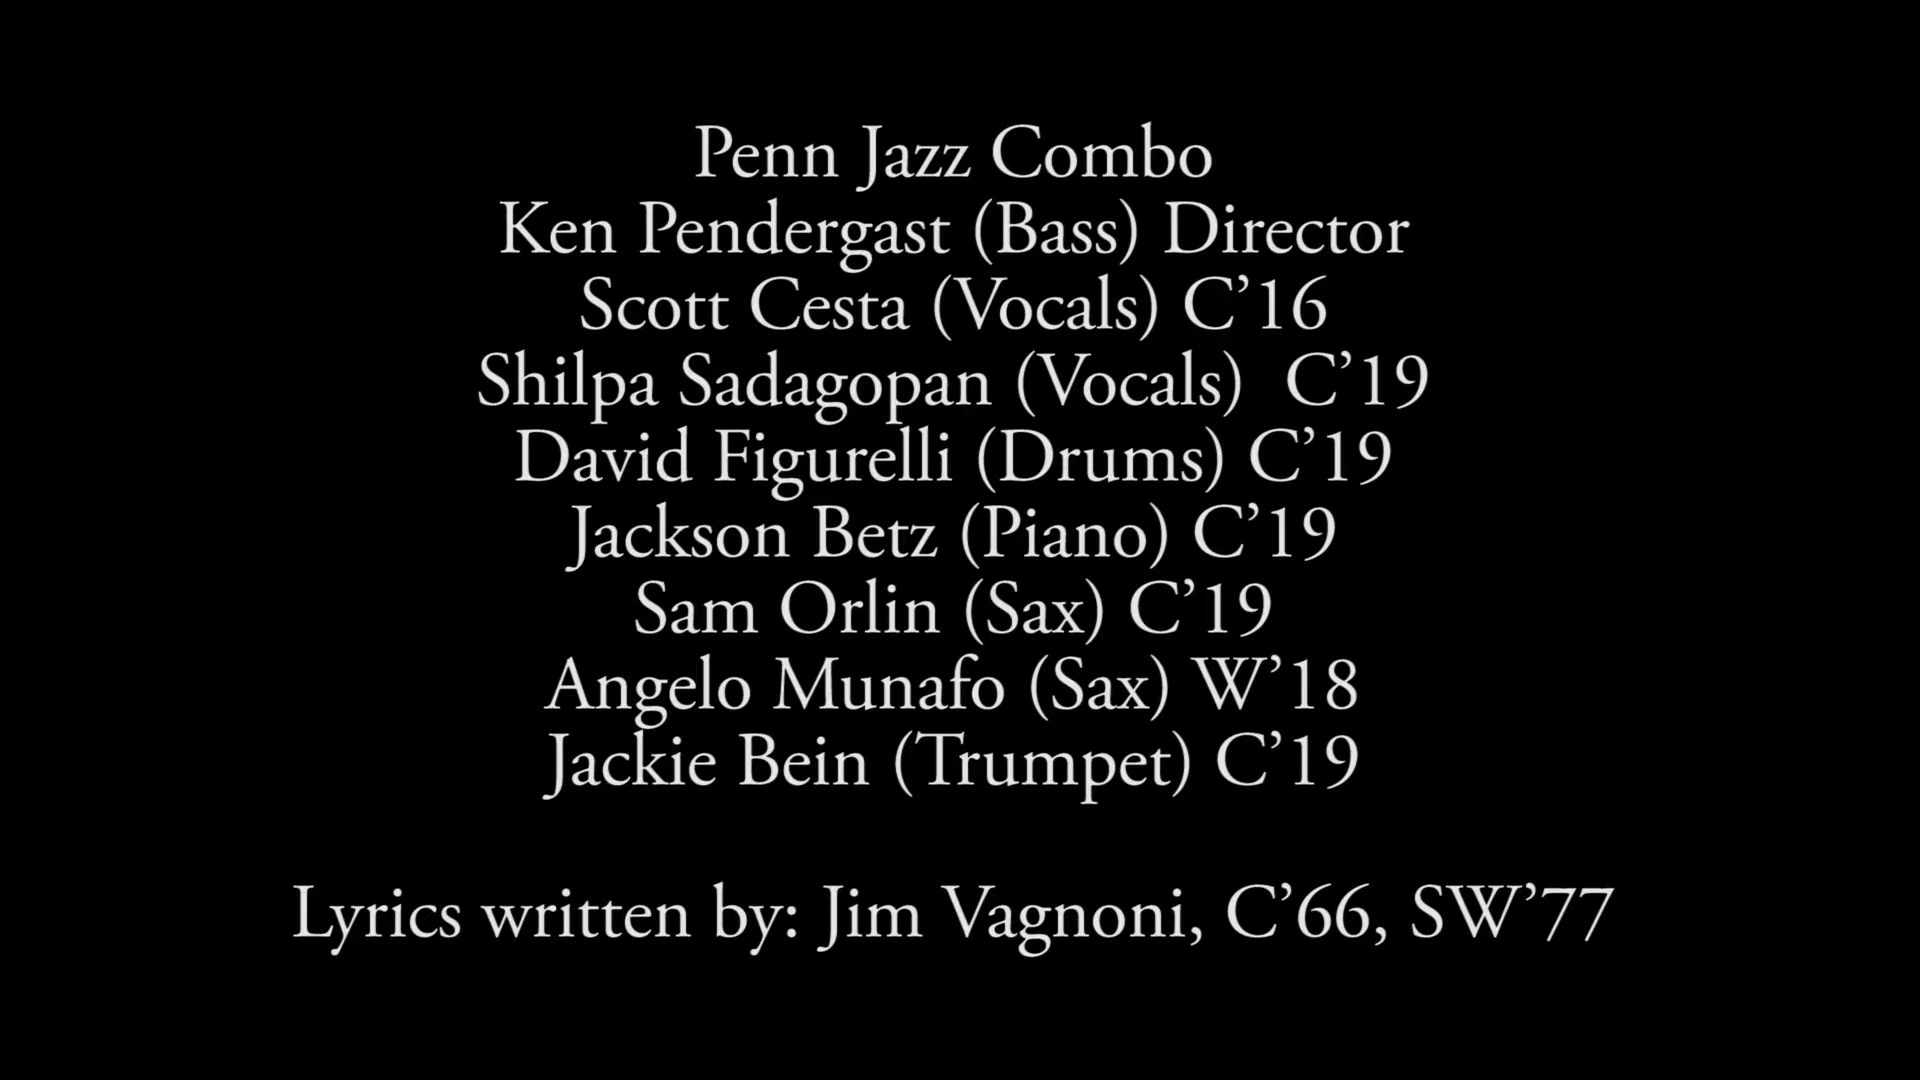 Penn Jazz Combo
Ken Pendergast (Bass) Director
Scott Cesta (Vocals) C’16
Shilpa Sadagopan (Vocals)  C’19
David Figurelli (Drums) C’19
Jackson Betz (Piano) C’19
Sam Orlin (Sax) C’19
Angelo Munafo (Sax) W’18
Jackie Bein (Trumpet) C’19
Lyrics written by: Jim Vagnoni, C’66, SW’77